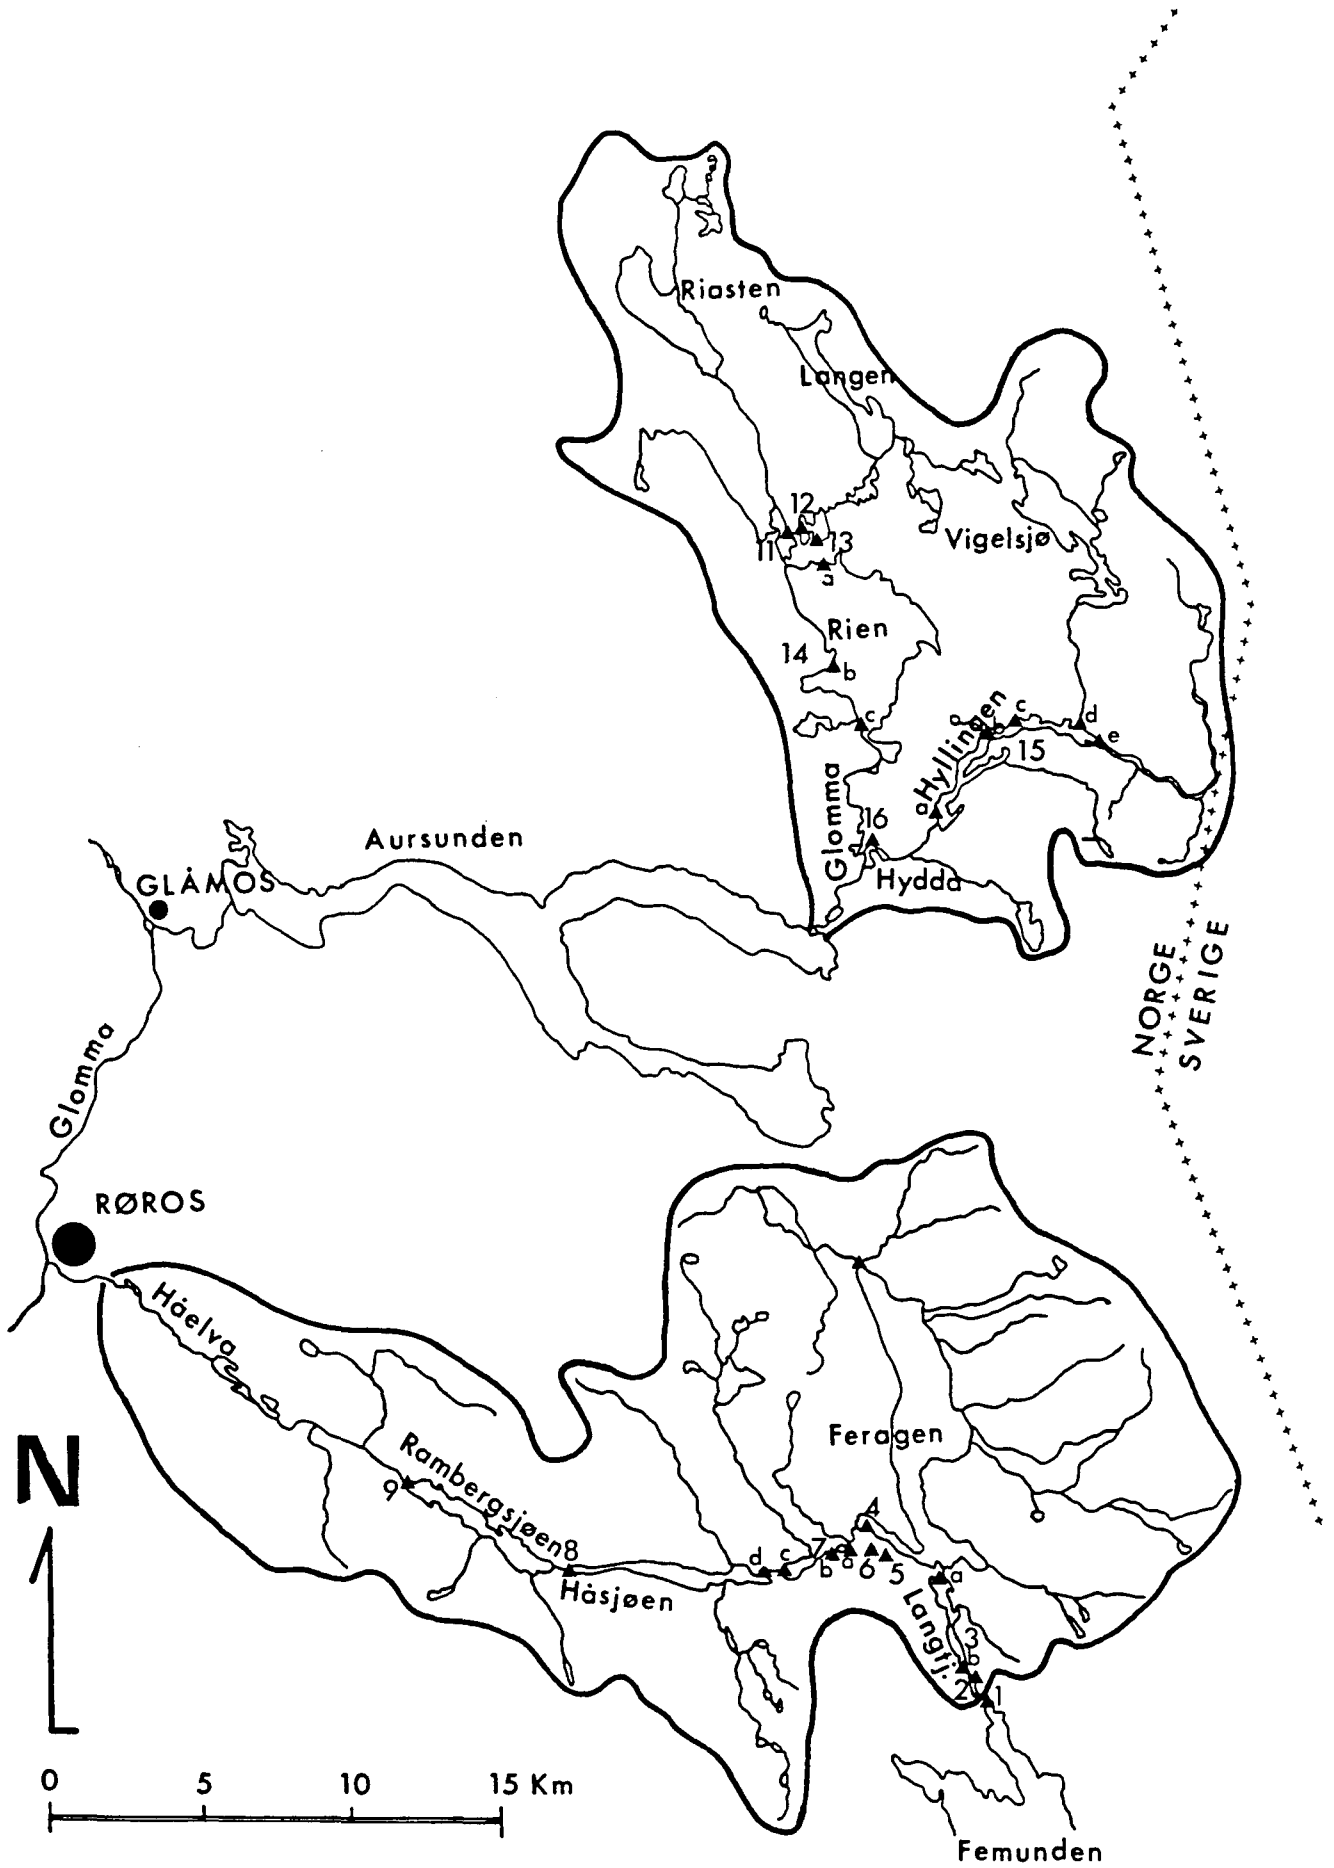 Riasten
Langen
12
11
13
a
Vigelsjø
Rien
14
b
c
Hyllingen
a
b
c
d
e
15
Glomma
16
Hydda
Aursunden
GLÅMOS
NORGE
SVERIGE
Glomma
RØROS
Håelva
Rambergsjøen
9
8
Håsjøen
Feragen
4
7
d
c
b
a
6
5
a
Langtj.
3
b
2
1
N
0 5 10 15 Km
Femunden